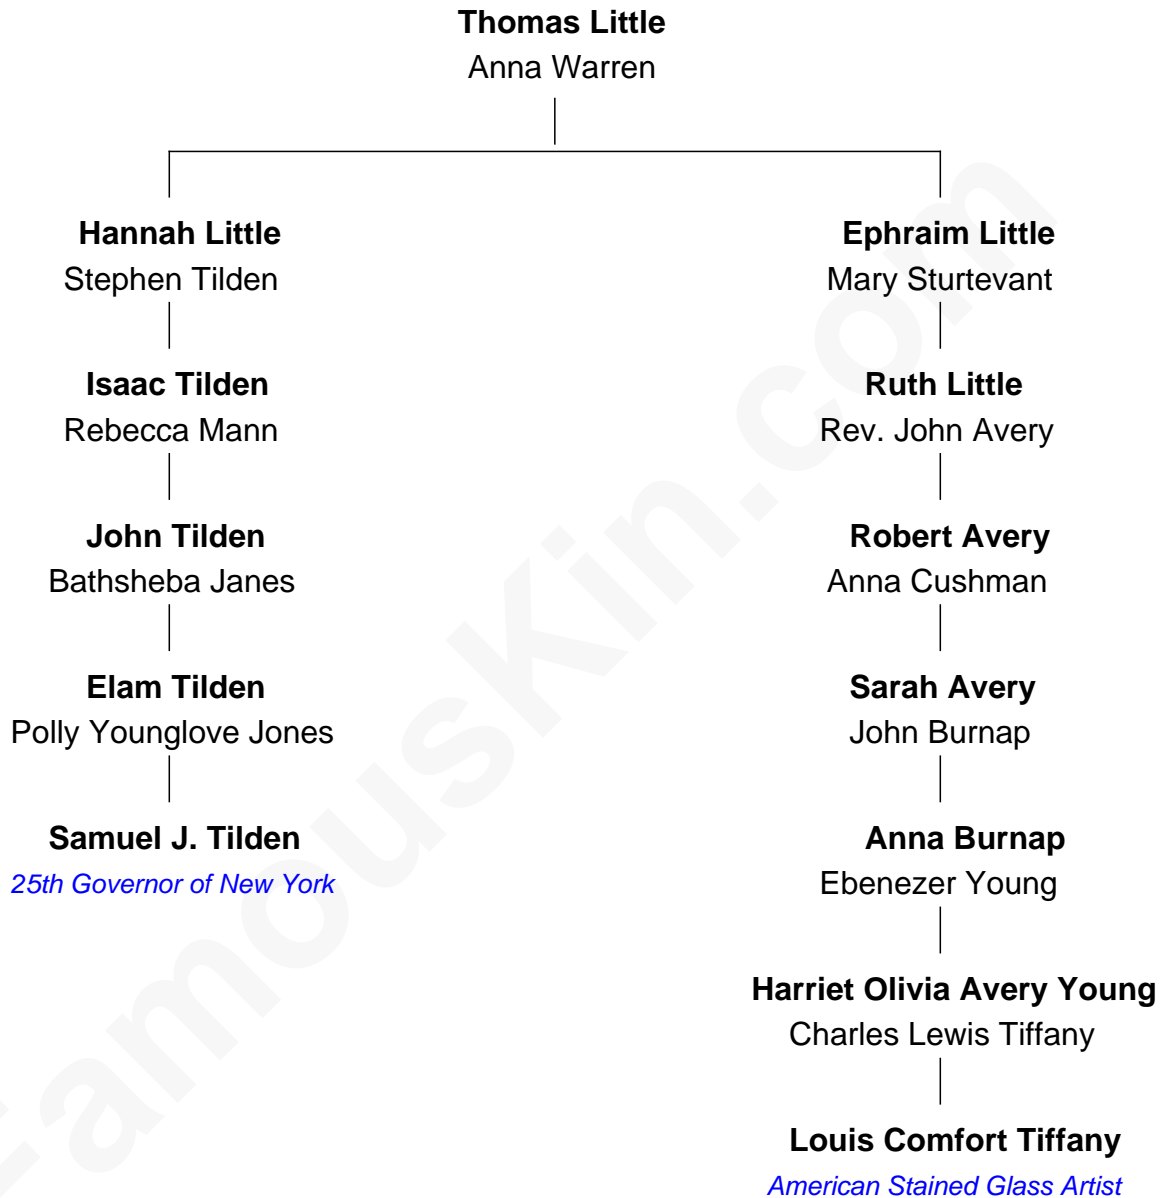 Thomas Little
Anna Warren
Hannah Little
Stephen Tilden
Isaac Tilden
Rebecca Mann
John Tilden
Bathsheba Janes
Elam Tilden
Polly Younglove Jones
Samuel J. Tilden
25th Governor of New York
Ephraim Little
Mary Sturtevant
Ruth Little
Rev. John Avery
Robert Avery
Anna Cushman
Sarah Avery
John Burnap
Anna Burnap
Ebenezer Young
Harriet Olivia Avery Young
Charles Lewis Tiffany
Louis Comfort Tiffany
American Stained Glass Artist
FamousKin.com